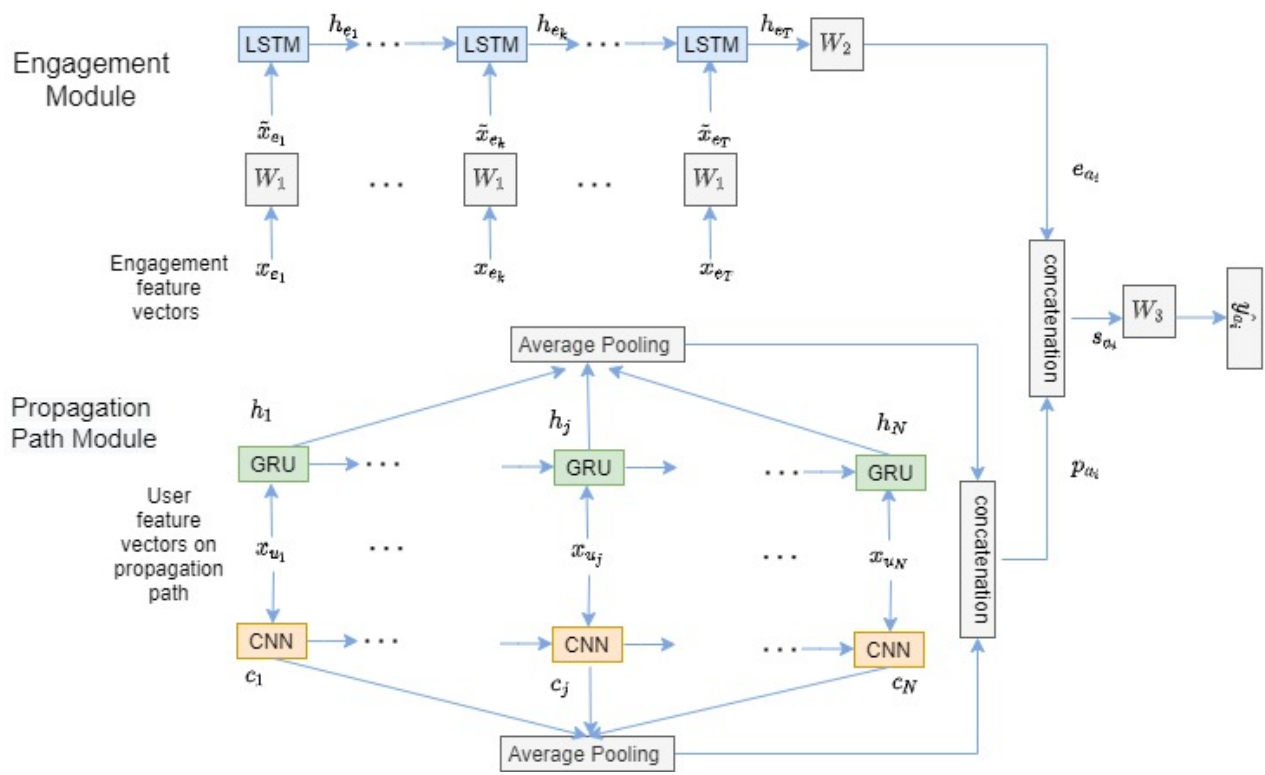 h_{e_1} h_{e_k} h_{e_T}
LSTM ... LSTM ... LSTM W_2
Engagement
Module
x̃_{e_1} x̃_{e_k} x̃_{e_T}
W_1 ... W_1 ... W_1
e_{a_i}
x_{e_1} x_{e_k} x_{e_T}
Engagement
feature
vectors
concatenation
s_{a_i}
W_3
ŷ_{a_i}
Average Pooling
Propagation
Path Module
h_1 h_j h_N
GRU ... GRU ... GRU
p_{a_i}
User
feature
vectors on
propagation
path
x_{u_1} ... x_{u_j} ... x_{u_N}
concatenation
CNN ... CNN ... CNN
c_1 c_j c_N
Average Pooling